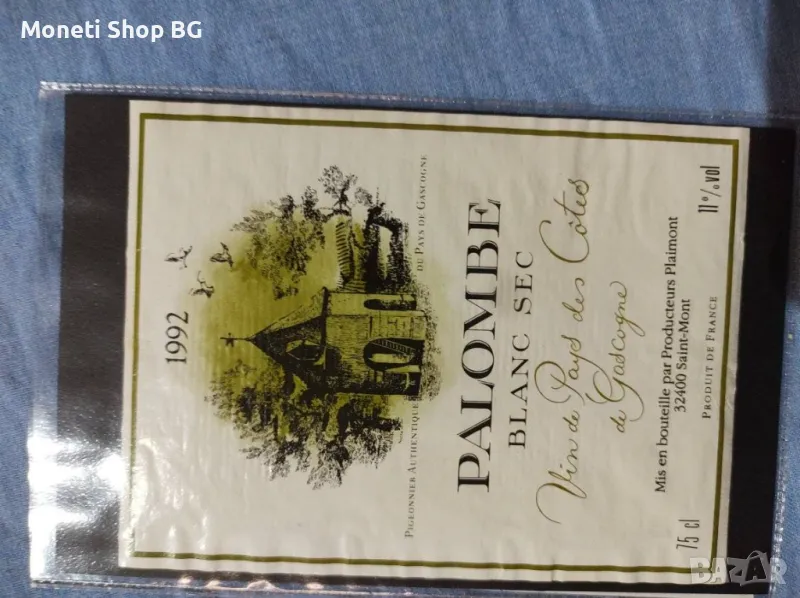 Moneti Shop BG
1992
PIGEONNIER AUTHENTIQUE
DU PAYS DE GASCOGNE
PALOMBE
BLANC SEC
Vin de Pays des Côtes
de Gascogne
Mis en bouteille par Producteurs Plaimont
32400 Saint-Mont
75 cl
PRODUIT DE FRANCE
11% vol
BAZAR